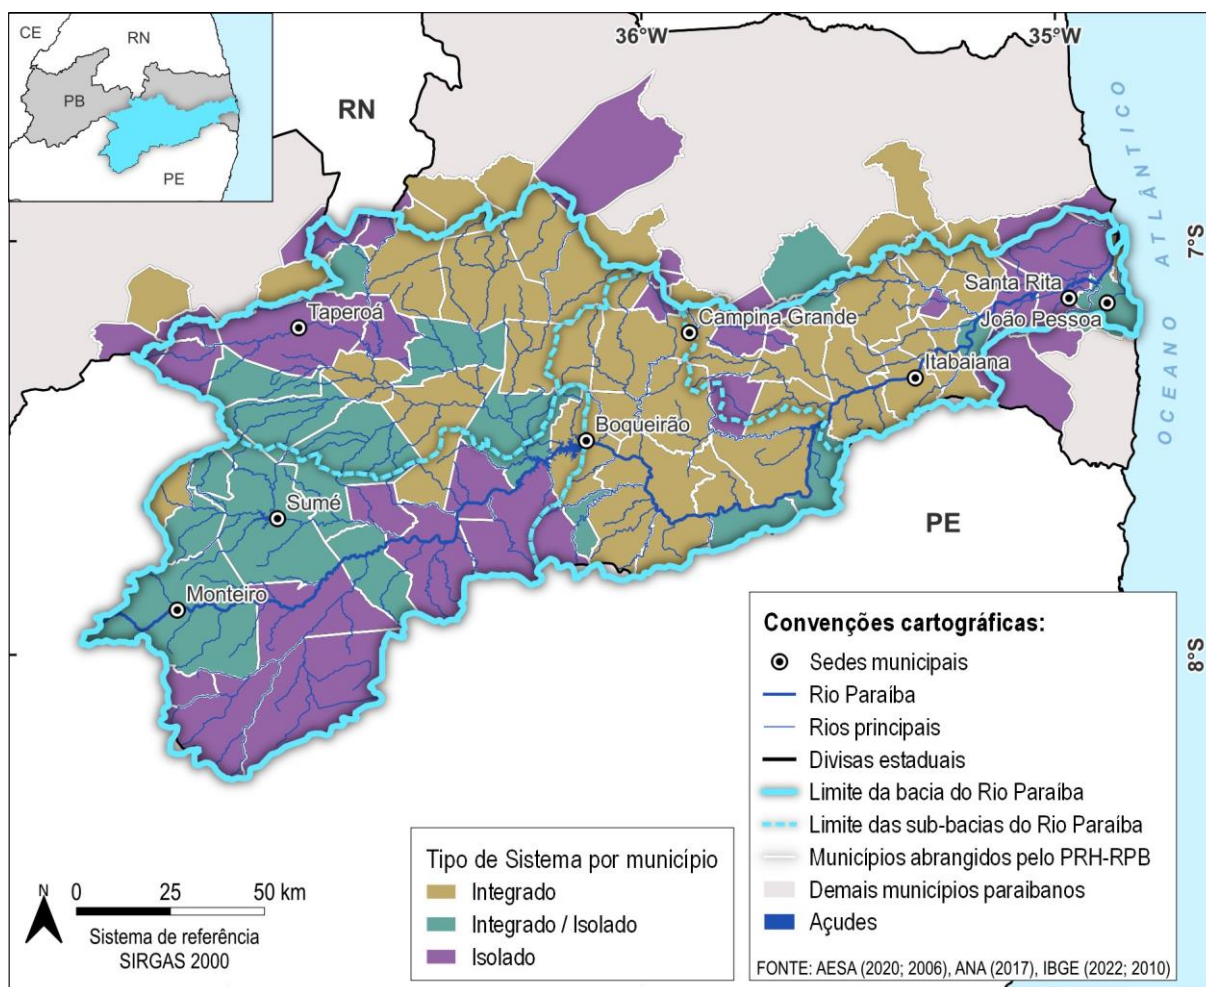 CE
RN
PB
PE
36°W
35°W
RN
7°S
OCEANO ATLÂNTICO
Taperoá
Campina Grande
Santa Rita
João Pessoa
Itabaiana
Boqueirão
Sumé
PE
Monteiro
8°S
Convenções cartográficas:
Sedes municipais
Rio Paraíba
Rios principais
Divisas estaduais
Limite da bacia do Rio Paraíba
Limite das sub-bacias do Rio Paraíba
Municípios abrangidos pelo PRH-RPB
Demais municípios paraibanos
Açudes
FONTE: AESA (2020; 2006), ANA (2017), IBGE (2022; 2010)
Tipo de Sistema por município
Integrado
Integrado / Isolado
Isolado
N
0 25 50 km
Sistema de referência
SIRGAS 2000